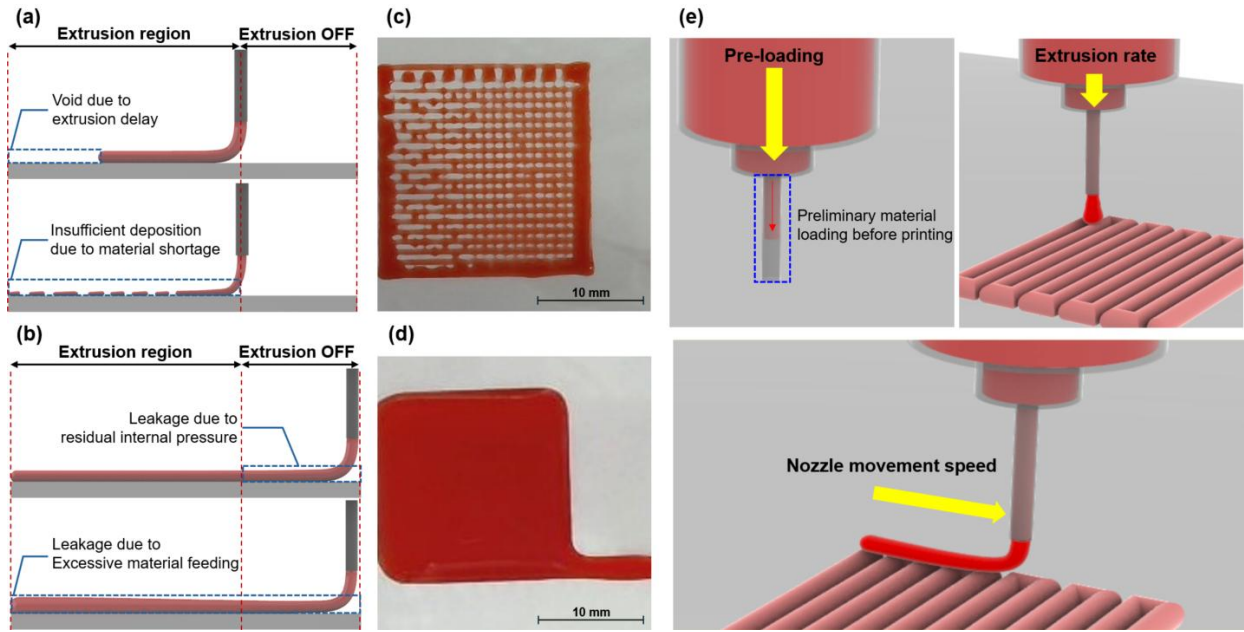 (a)
Extrusion region
Extrusion OFF
Void due to
extrusion delay
Insufficient deposition
due to material shortage
(b)
Extrusion region
Extrusion OFF
Leakage due to
residual internal pressure
Leakage due to
Excessive material feeding
(c)
10 mm
(d)
10 mm
(e)
Pre-loading
Preliminary material
loading before printing
Extrusion rate
Nozzle movement speed